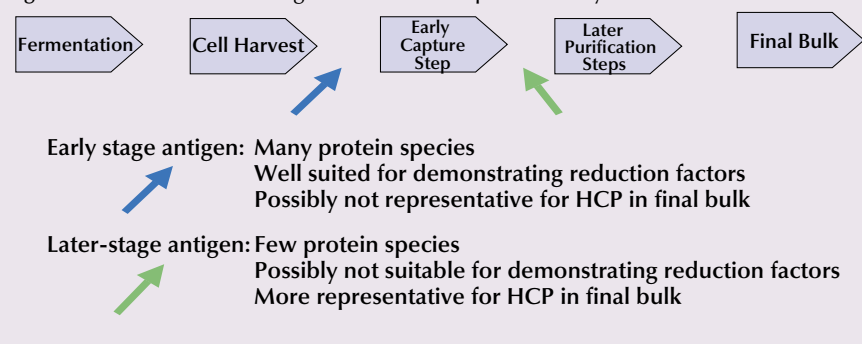 Fermentation
Cell Harvest
Early
Capture
Step
Later
Purification
Steps
Final Bulk
Early stage antigen: Many protein species
Well suited for demonstrating reduction factors
Possibly not representative for HCP in final bulk
Later-stage antigen: Few protein species
Possibly not suitable for demonstrating reduction factors
More representative for HCP in final bulk